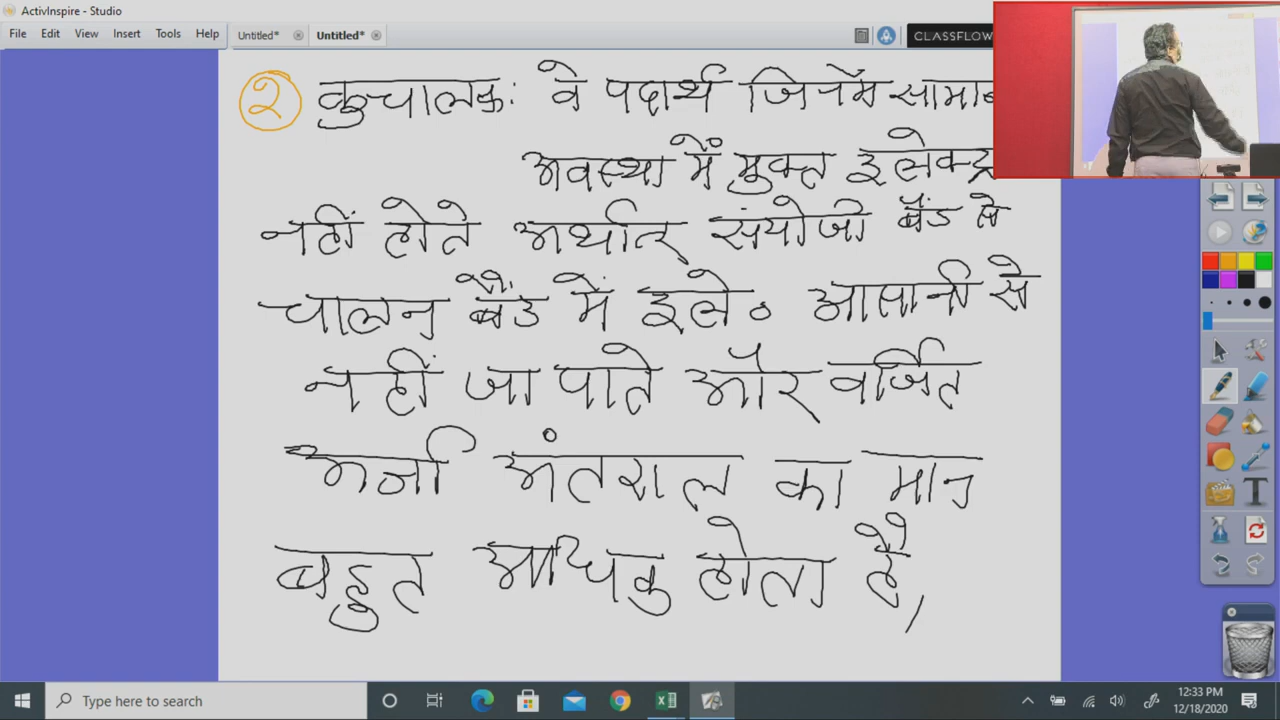 ActivInspire - Studio
File Edit View Insert Tools Help Untitled* Untitled* CLASSFLOW
२ कुचालक: वे पदार्थ जिनमें
अवस्था में मुक्त
नहीं होते अर्थात् संयोजी बैंड से
चालन बैंड में इले० आसानी से
नहीं जा पाते और वर्जित
ऊर्जा अंतराल का मान
बहुत अधिक होता है,
Type here to search
12:33 PM
12/18/2020